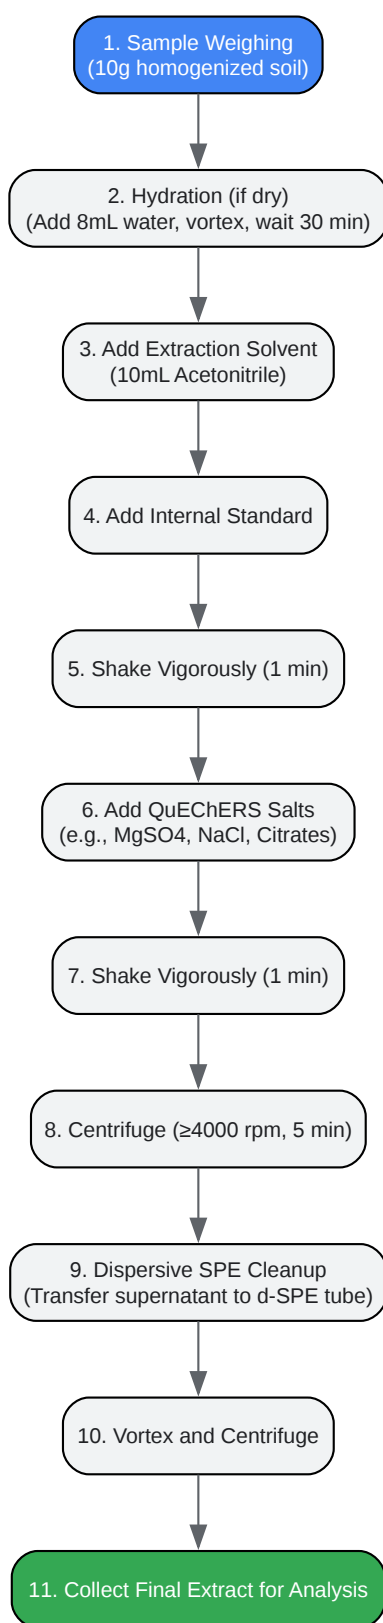 1. Sample Weighing
(10g homogenized soil)
2. Hydration (if dry)
(Add 8mL water, vortex, wait 30 min)
3. Add Extraction Solvent
(10mL Acetonitrile)
4. Add Internal Standard
5. Shake Vigorously (1 min)
6. Add QuEChERS Salts
(e.g., MgSO4, NaCl, Citrates)
7. Shake Vigorously (1 min)
8. Centrifuge (≥4000 rpm, 5 min)
9. Dispersive SPE Cleanup
(Transfer supernatant to d-SPE tube)
10. Vortex and Centrifuge
11. Collect Final Extract for Analysis